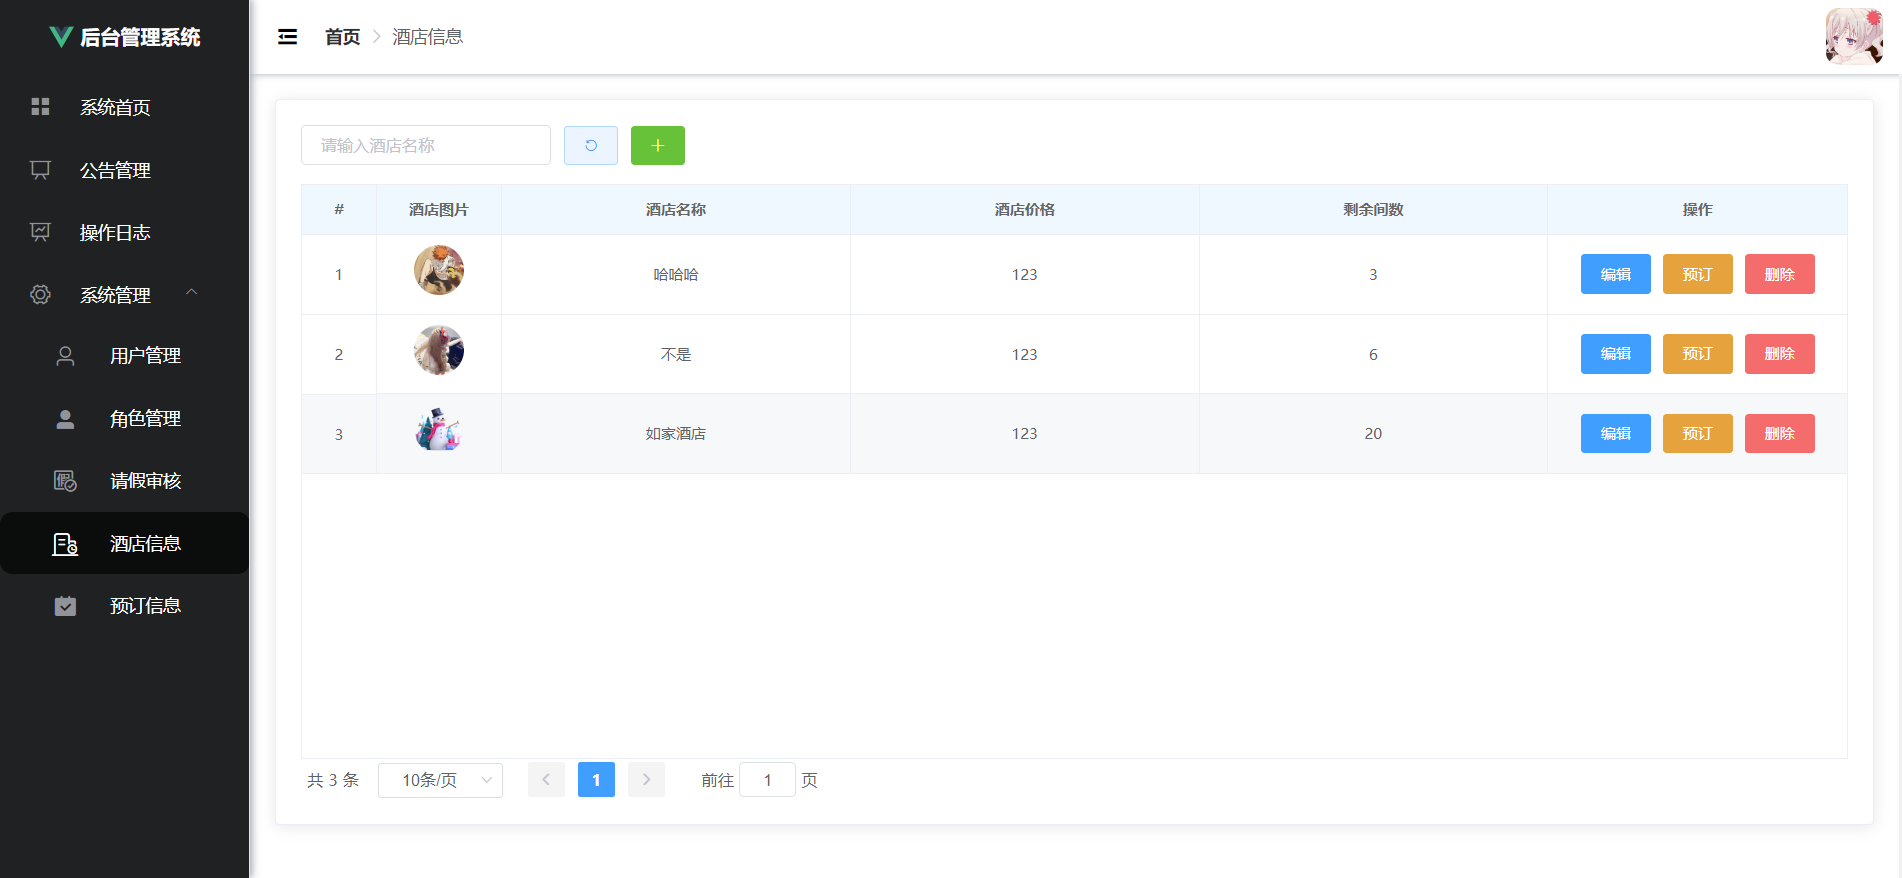 后台管理系统
系统首页
公告管理
操作日志
系统管理
用户管理
角色管理
请假审核
酒店信息
预订信息
首页 > 酒店信息
请输入酒店名称
# 酒店图片 酒店名称 酒店价格 剩余间数 操作
1 哈哈哈 123 3 编辑 预订 删除
2 不是 123 6 编辑 预订 删除
3 如家酒店 123 20 编辑 预订 删除
共 3 条 10条/页 1 前往 1 页